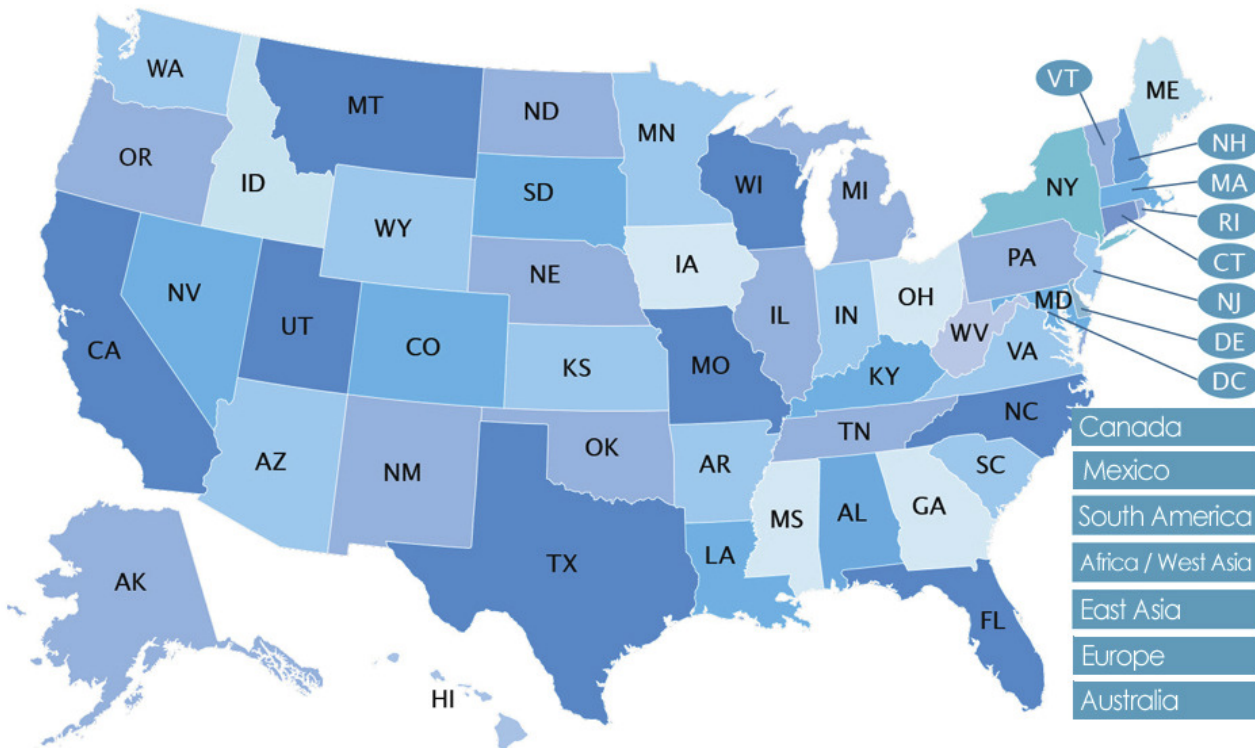 WA
MT
ND
MN
VT
ME
OR
ID
SD
WI
MI
NY
NH
MA
RI
CT
NJ
DE
DC
WY
IA
NE
PA
NV
UT
CO
IL
IN
OH
MD
WV
VA
CA
KS
MO
KY
NC
TN
AZ
NM
OK
AR
SC
MS
AL
GA
TX
LA
FL
AK
HI
Canada
Mexico
South America
Africa / West Asia
East Asia
Europe
Australia